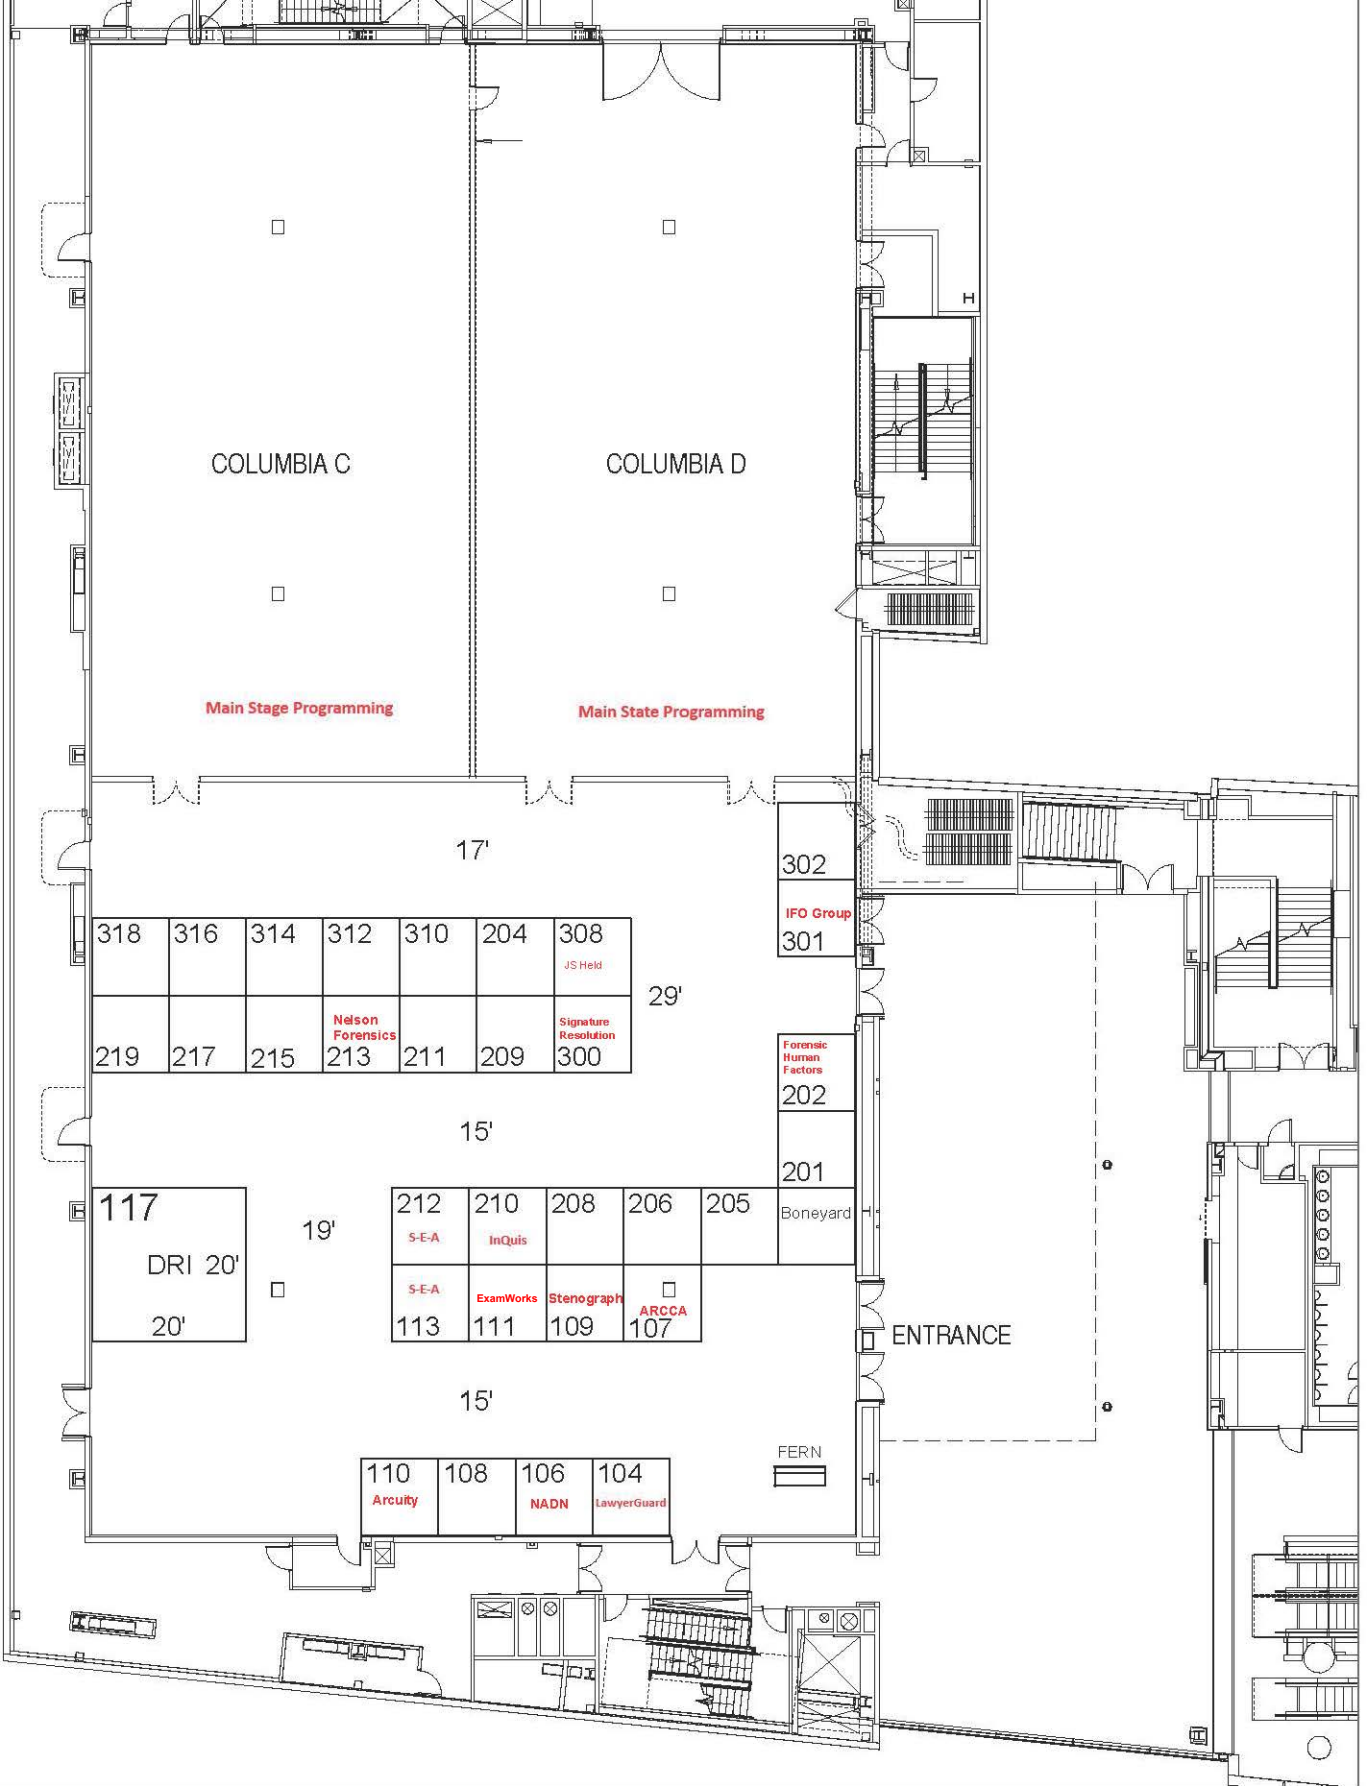 COLUMBIA C
COLUMBIA D
Main Stage Programming
Main State Programming
17'
302
IFO Group
301
318
316
314
312
310
204
308
JS Held
29'
Nelson
Forensics
Signature
Resolution
219
217
215
213
211
209
300
Forensic
Human
Factors
202
15'
201
117
DRI 20'
20'
19'
212
210
208
206
205
Boneyard
S-E-A
InQuis
S-E-A
ExamWorks
Stenograph
ARCCA
113
111
109
107
ENTRANCE
15'
FERN
110
108
106
104
Arcuity
NADN
LawyerGuard